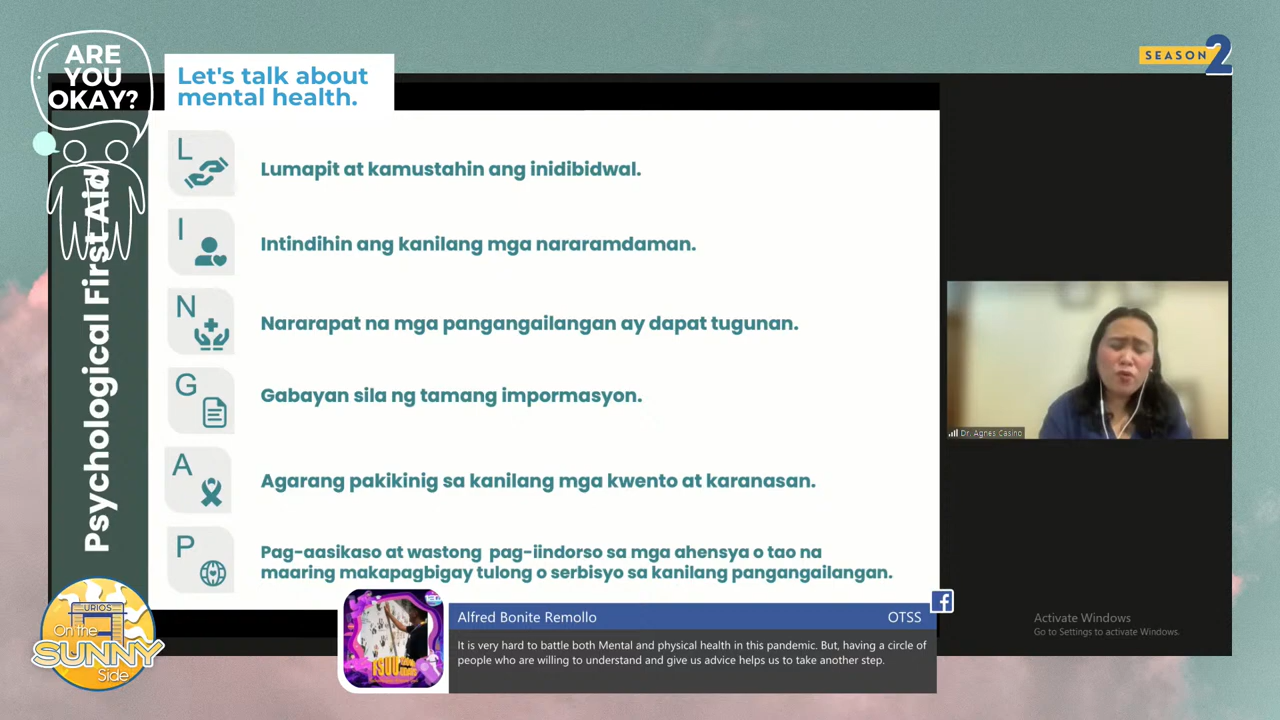 ARE
YOU
OKAY?
Let's talk about
mental health.
SEASON 2
Psychological First Aid
L
Lumapit at kamustahin ang inidibidwal.
I
Intindihin ang kanilang mga nararamdaman.
N
Nararapat na mga pangangailangan ay dapat tugunan.
G
Gabayan sila ng tamang impormasyon.
A
Agarang pakikinig sa kanilang mga kwento at karanasan.
P
Pag-aasikaso at wastong pag-iindorso sa mga ahensya o tao na
maaring makapagbigay tulong o serbisyo sa kanilang pangangailangan.
Dr. Agnes Casino
URIOS
On the
SUNNY
Side
Alfred Bonite Remollo
OTSS
It is very hard to battle both Mental and physical health in this pandemic. But, having a circle of
people who are willing to understand and give us advice helps us to take another step.
Activate Windows
Go to Settings to activate Windows.